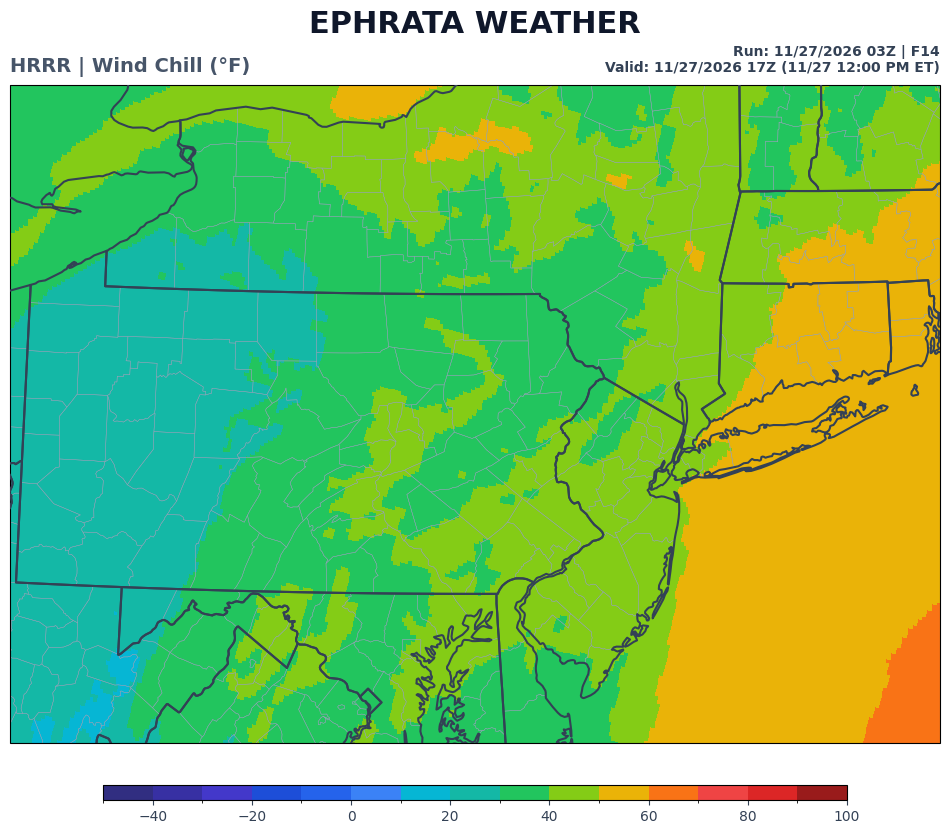 EPHRATA WEATHER
HRRR | Wind Chill (°F)
Run: 11/27/2026 03Z | F14
Valid: 11/27/2026 17Z (11/27 12:00 PM ET)
−40 −20 0 20 40 60 80 100